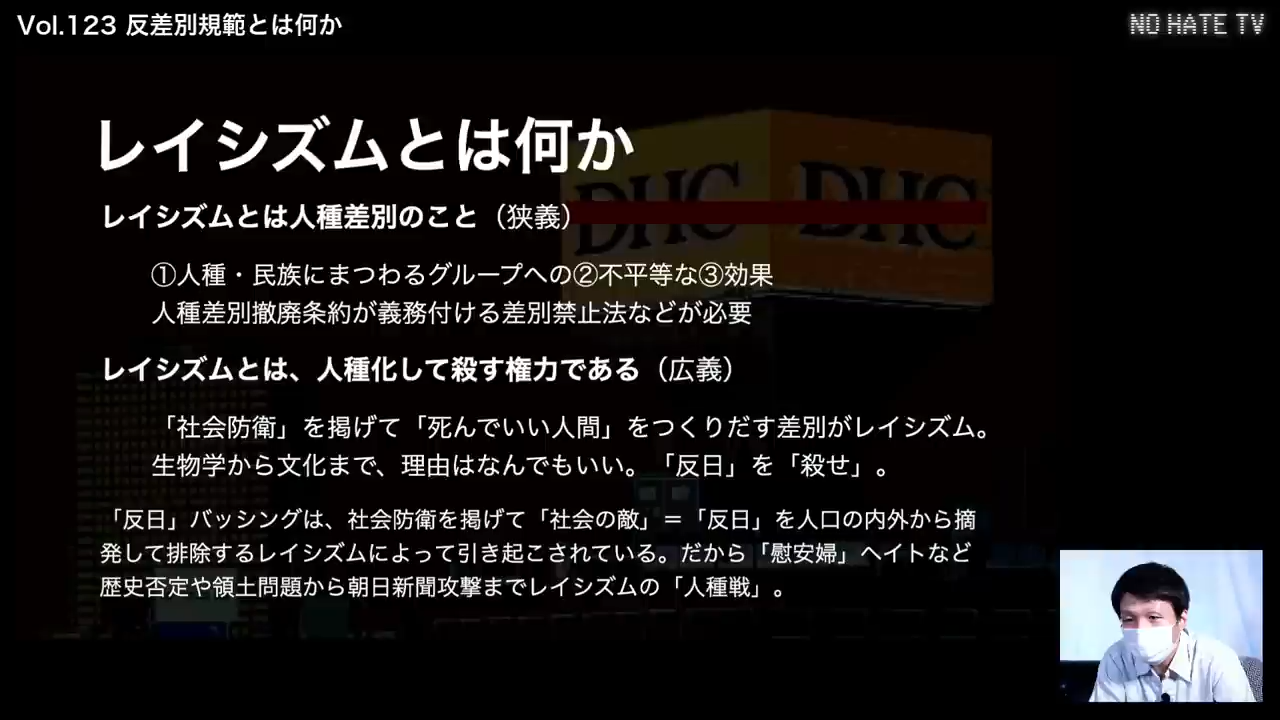 Vol.123 反差別規範とは何か
NO HATE TV
レイシズムとは何か
レイシズムとは人種差別のこと（狭義）
DHC DHC
①人種・民族にまつわるグループへの②不平等な③効果
人種差別撤廃条約が義務付ける差別禁止法などが必要
レイシズムとは、人種化して殺す権力である（広義）
「社会防衛」を掲げて「死んでいい人間」をつくりだす差別がレイシズム。
生物学から文化まで、理由はなんでもいい。「反日」を「殺せ」。
「反日」バッシングは、社会防衛を掲げて「社会の敵」＝「反日」を人口の内外から摘
発して排除するレイシズムによって引き起こされている。だから「慰安婦」ヘイトなど
歴史否定や領土問題から朝日新聞攻撃までレイシズムの「人種戦」。